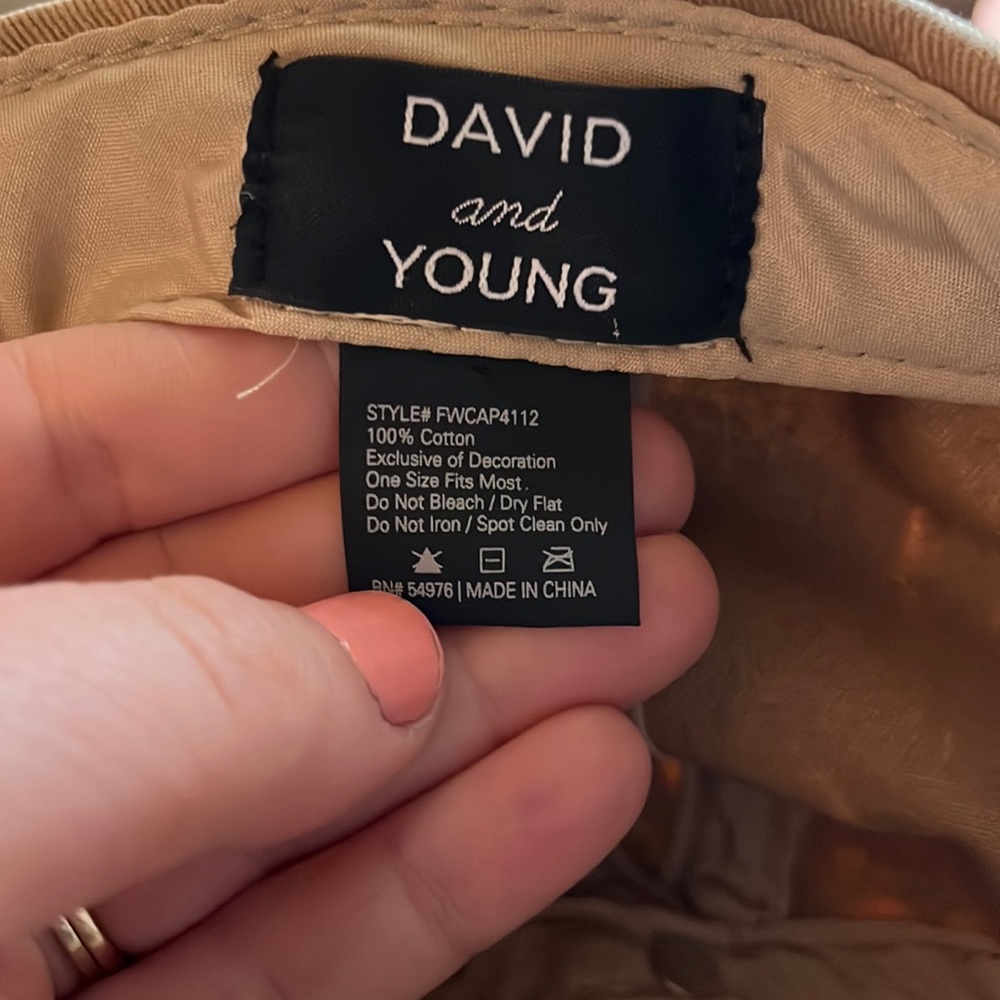 DAVID
and
YOUNG
STYLE# FWCAP4112
100% Cotton
Exclusive of Decoration
One Size Fits Most.
Do Not Bleach / Dry Flat
Do Not Iron / Spot Clean Only
RN# 54976 | MADE IN CHINA